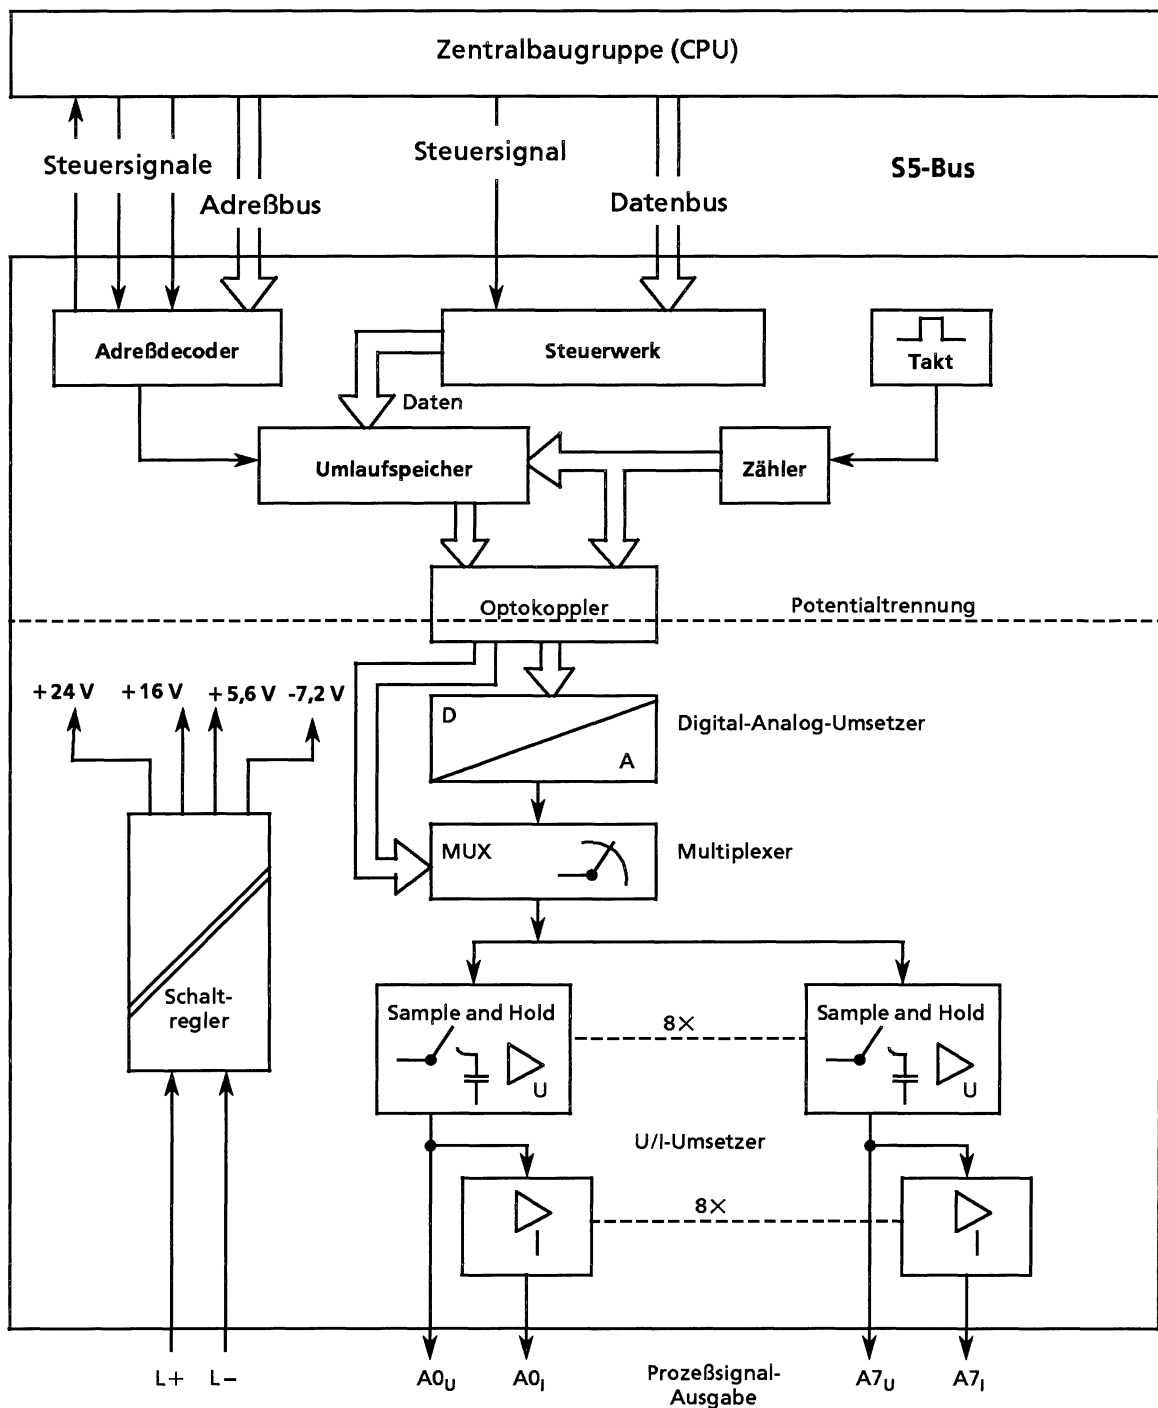 Zentralbaugruppe (CPU)
Steuersignale
Steuersignal
S5-Bus
Adreßbus
Datenbus
Adreßdecoder
Steuerwerk
Takt
Daten
Umlaufspeicher
Zähler
Optokoppler
Potentialtrennung
+24 V
+16 V
+5,6 V
-7,2 V
D
A
Digital-Analog-Umsetzer
MUX
Multiplexer
Schalt-
regler
Sample and Hold
U
8×
Sample and Hold
U
U/I-Umsetzer
I
8×
I
L+
L−
A0U
A0I
Prozeßsignal-
Ausgabe
A7U
A7I